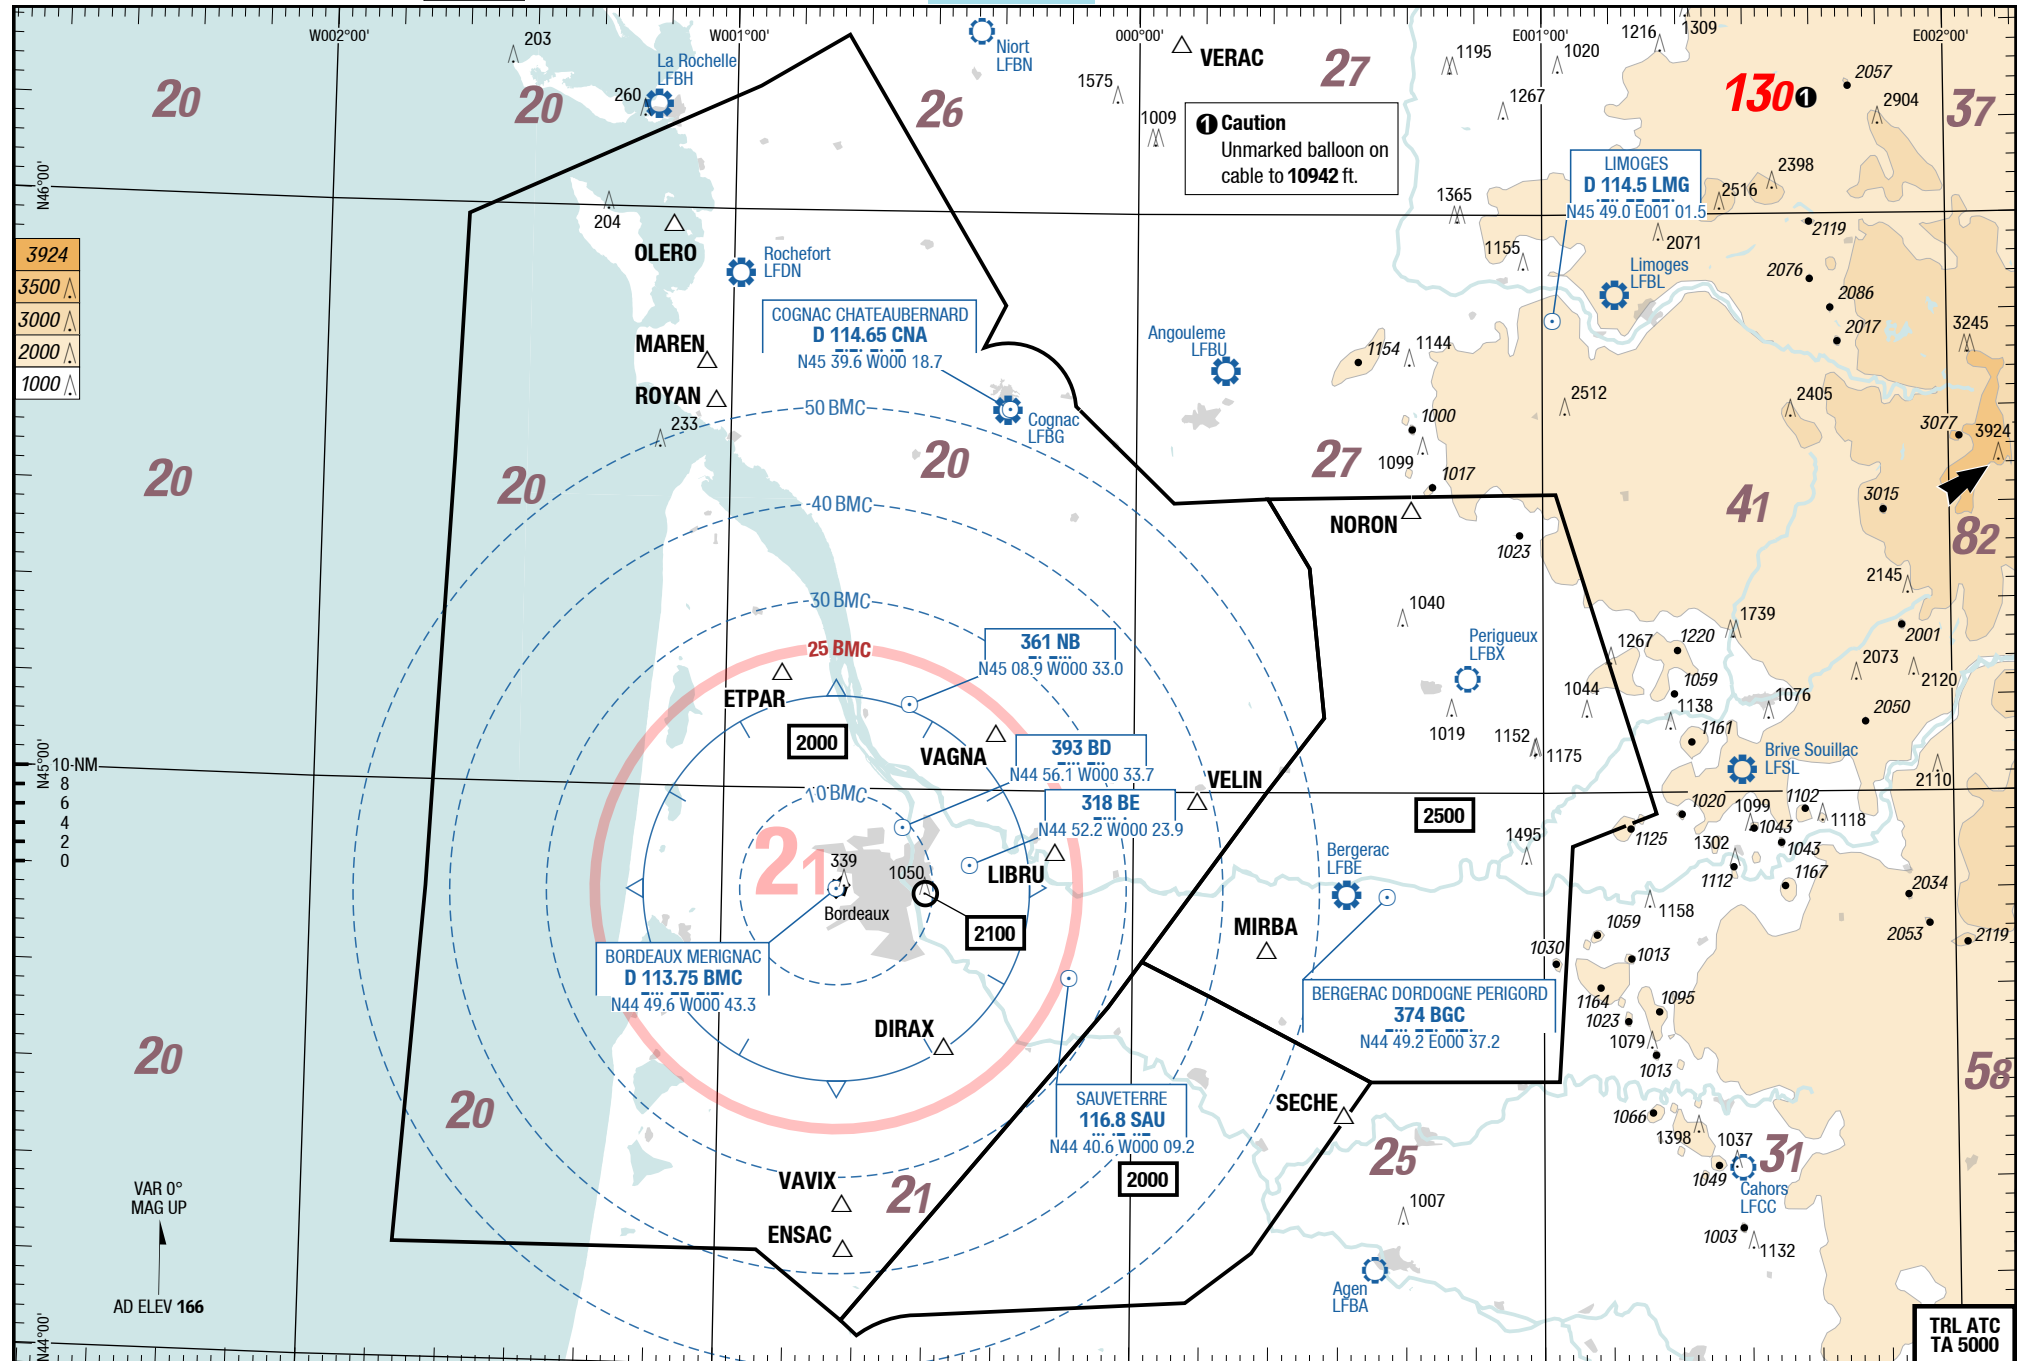 W002°00'
W001°00'
000°00'
E001°00'
E002°00'
203
La Rochelle
LFBH
260
Niort
LFBN
VERAC
1575
1009
27
1195
1216
1309
1020
1267
130 1
2057
2904
37
20
20
26
1 Caution
Unmarked balloon on
cable to 10942 ft.
LIMOGES
D 114.5 LMG
N45 49.0 E001 01.5
2398
2516
2119
2071
1365
1155
N46°00'
204
OLERO
Rochefort
LFDN
Limoges
LFBL
2076
2086
2017
3245
3924
3500
3000
2000
1000
COGNAC CHATEAUBERNARD
D 114.65 CNA
N45 39.6 W000 18.7
MAREN
ROYAN
233
50 BMC
Cognac
LFBG
Angouleme
LFBU
1154
1144
2512
1000
1099
1017
2405
3077
3924
20
20
20
27
41
3015
82
40 BMC
NORON
1023
30 BMC
1040
2145
1739
2001
25 BMC
361 NB
N45 08.9 W000 33.0
Perigueux
LFBX
1267
1220
1059
1044
1138
1076
2073
2120
2050
ETPAR
2000
VAGNA
393 BD
N44 56.1 W000 33.7
1019
1152
1175
1161
Brive Souillac
LFSL
2110
N45°00'
10 NM
8
6
4
2
0
10 BMC
VELIN
318 BE
N44 52.2 W000 23.9
2500
1020
1099
1102
1118
1043
1043
1125
1302
1112
1167
1495
21
339
1050
Bordeaux
LIBRU
Bergerac
LFBE
2034
2100
1158
1059
2053
2119
MIRBA
BORDEAUX MERIGNAC
D 113.75 BMC
N44 49.6 W000 43.3
1030
1013
1164
1095
1023
BERGERAC DORDOGNE PERIGORD
374 BGC
N44 49.2 E000 37.2
DIRAX
1079
1013
20
20
58
SAUVETERRE
116.8 SAU
N44 40.6 W000 09.2
SECHE
1066
1398
1037
31
1049
25
2000
VAVIX
21
ENSAC
Cahors
LFCC
1007
1003
1132
VAR 0°
MAG UP
AD ELEV 166
Agen
LFBA
N44°00'
TRL ATC
TA 5000